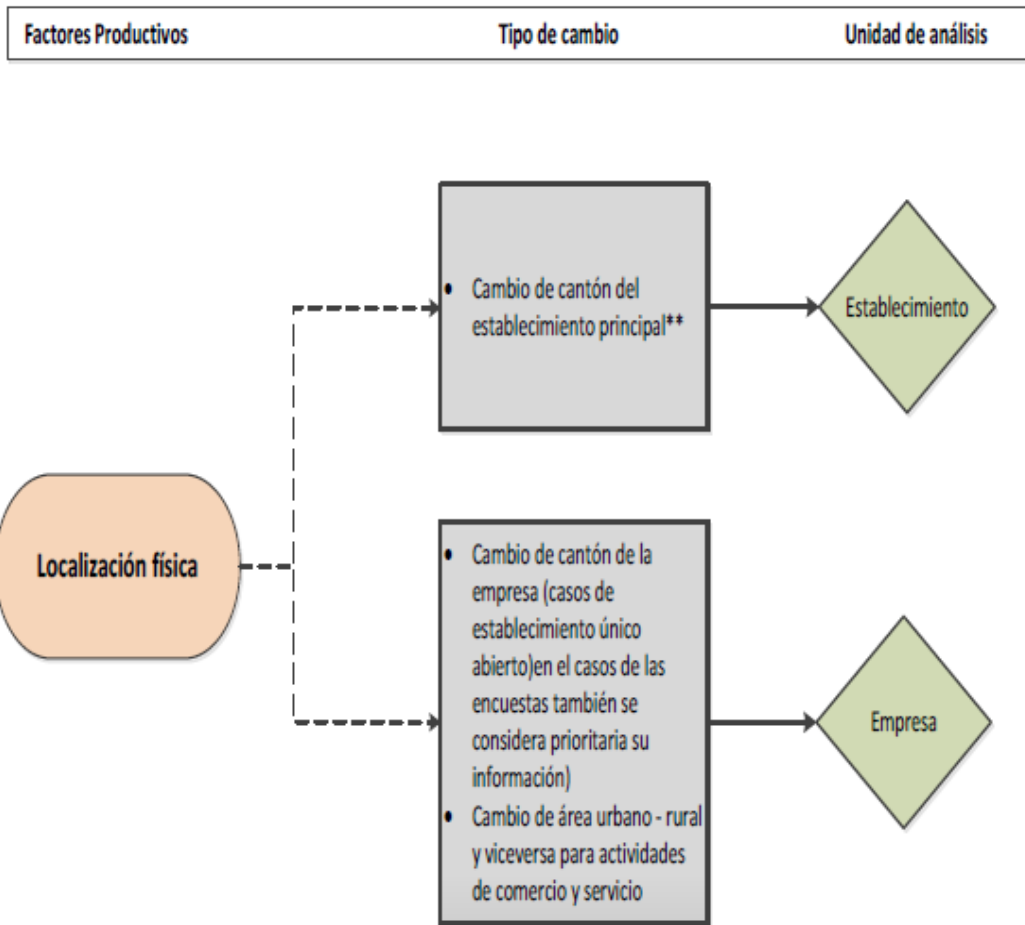 Factores Productivos Tipo de cambio Unidad de análisis
• Cambio de cantón del
establecimiento principal**
Establecimiento
Localización física
• Cambio de cantón de la
empresa (casos de
establecimiento único
abierto)en el casos de las
encuestas también se
considera prioritaria su
información)
• Cambio de área urbano - rural
y viceversa para actividades
de comercio y servicio
Empresa